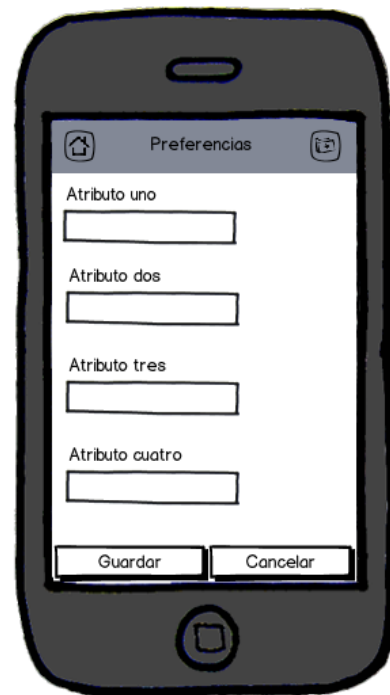 Preferencias
Atributo uno
Atributo dos
Atributo tres
Atributo cuatro
Guardar Cancelar